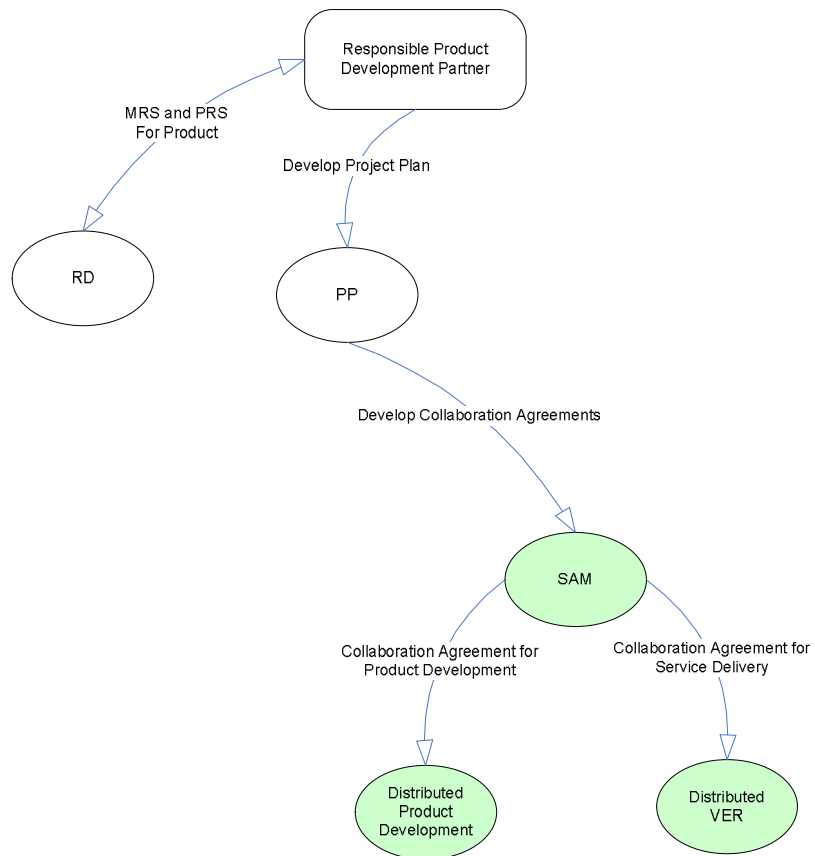 Responsible Product
Development Partner
MRS and PRS
For Product
Develop Project Plan
RD
PP
Develop Collaboration Agreements
SAM
Collaboration Agreement for
Product Development
Collaboration Agreement for
Service Delivery
Distributed
Product
Development
Distributed
VER